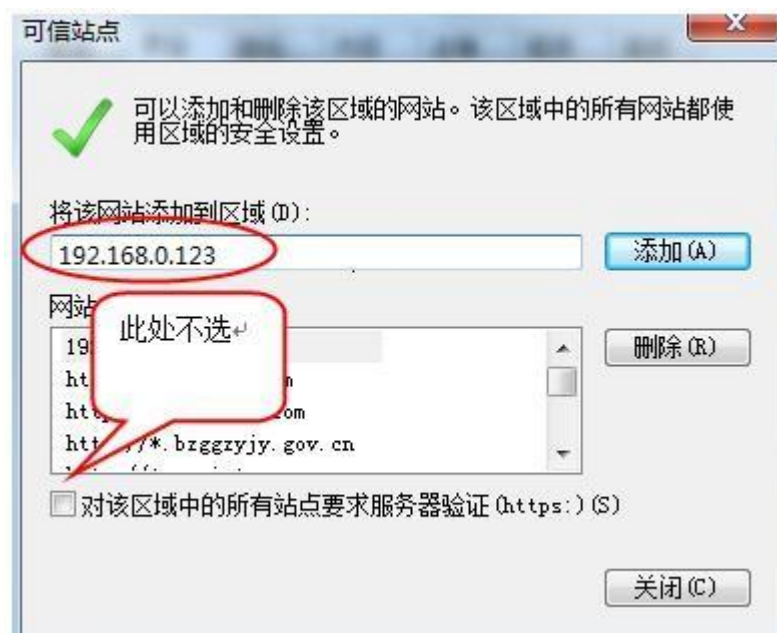 可信站点
可以添加和删除该区域的网站。该区域中的所有网站都使
用区域的安全设置。
将该网站添加到区域(D):
192.168.0.123
添加(A)
网站
此处不选
19
删除(R)
ht
htt
om
htt
/*.bzggzyjy.gov.cn
对该区域中的所有站点要求服务器验证(https:)(S)
关闭(C)